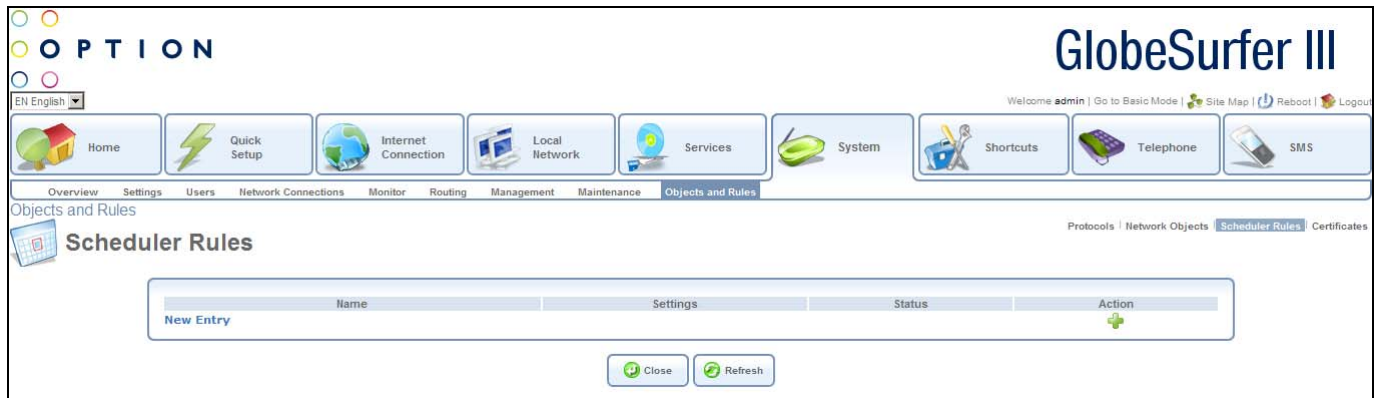 OPTION
GlobeSurfer III
EN English
Welcome admin | Go to Basic Mode | Site Map | Reboot | Logout
Home
Quick Setup
Internet Connection
Local Network
Services
System
Shortcuts
Telephone
SMS
Overview Settings Users Network Connections Monitor Routing Management Maintenance Objects and Rules
Objects and Rules
Protocols | Network Objects | Scheduler Rules | Certificates
Scheduler Rules
Name Settings Status Action
New Entry
Close Refresh